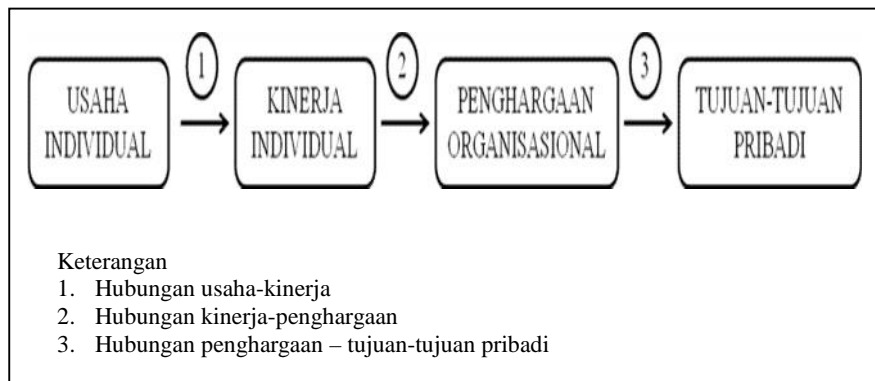 1
2
3
USAHA
INDIVIDUAL
KINERJA
INDIVIDUAL
PENGHARGAAN
ORGANISASIONAL
TUJUAN-TUJUAN
PRIBADI
Keterangan
1. Hubungan usaha-kinerja
2. Hubungan kinerja-penghargaan
3. Hubungan penghargaan – tujuan-tujuan pribadi